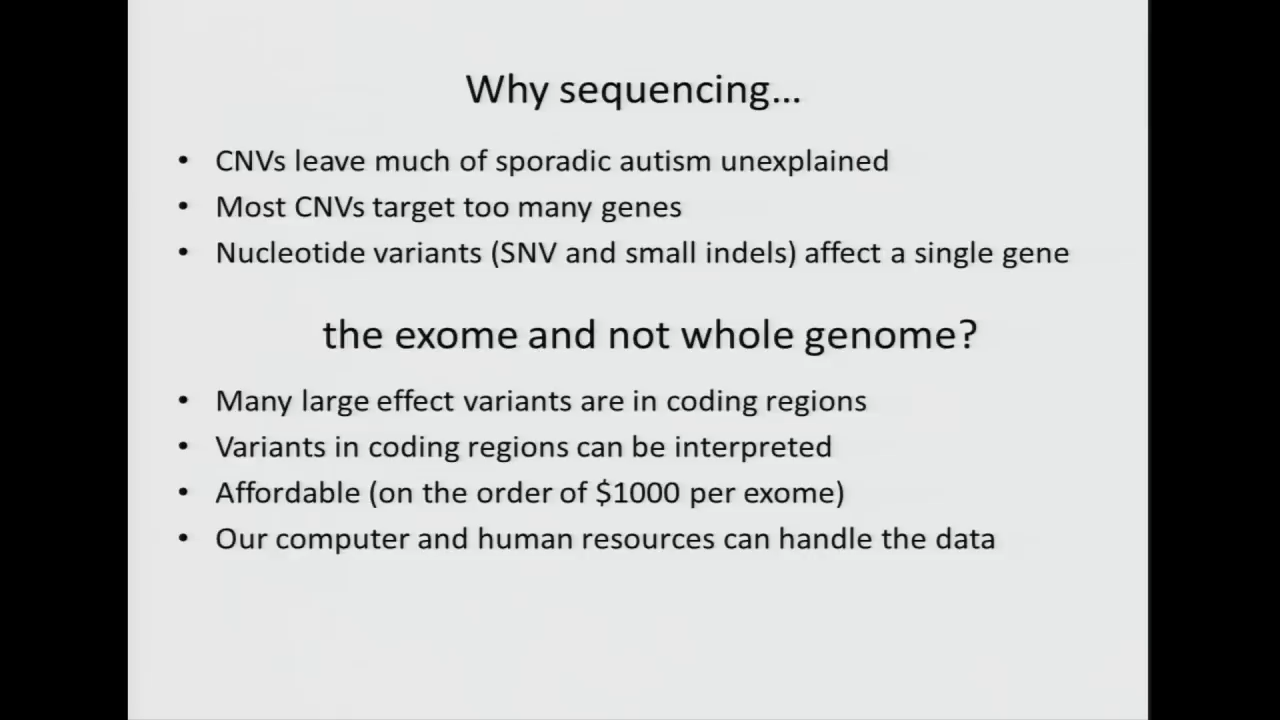 Why sequencing...
• CNVs leave much of sporadic autism unexplained
• Most CNVs target too many genes
• Nucleotide variants (SNV and small indels) affect a single gene
the exome and not whole genome?
• Many large effect variants are in coding regions
• Variants in coding regions can be interpreted
• Affordable (on the order of $1000 per exome)
• Our computer and human resources can handle the data